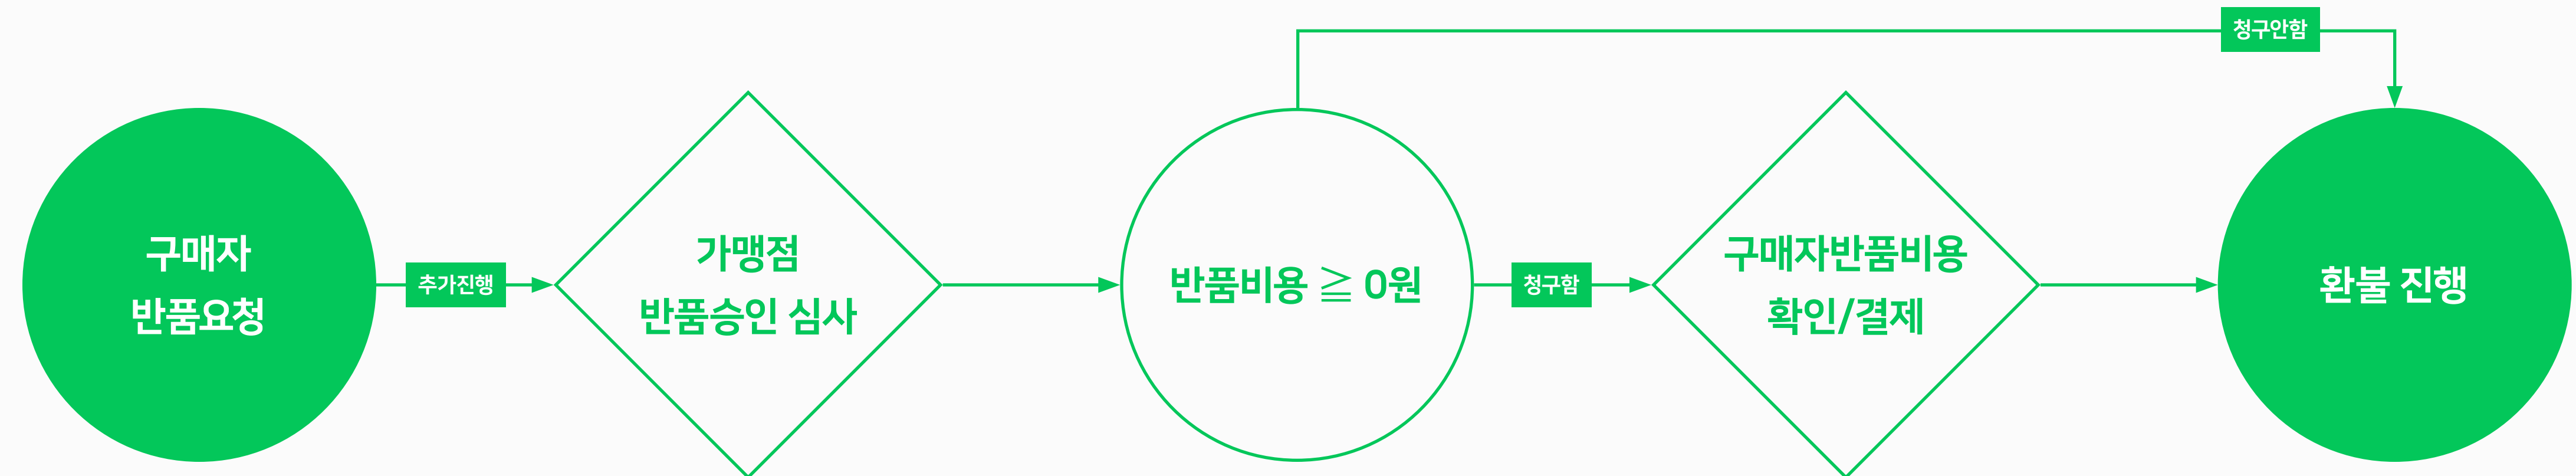 청구안함
구매자
반품요청
추가진행
가맹점
반품승인 심사
반품비용 ≧ 0원
청구함
구매자반품비용
확인/결제
환불 진행